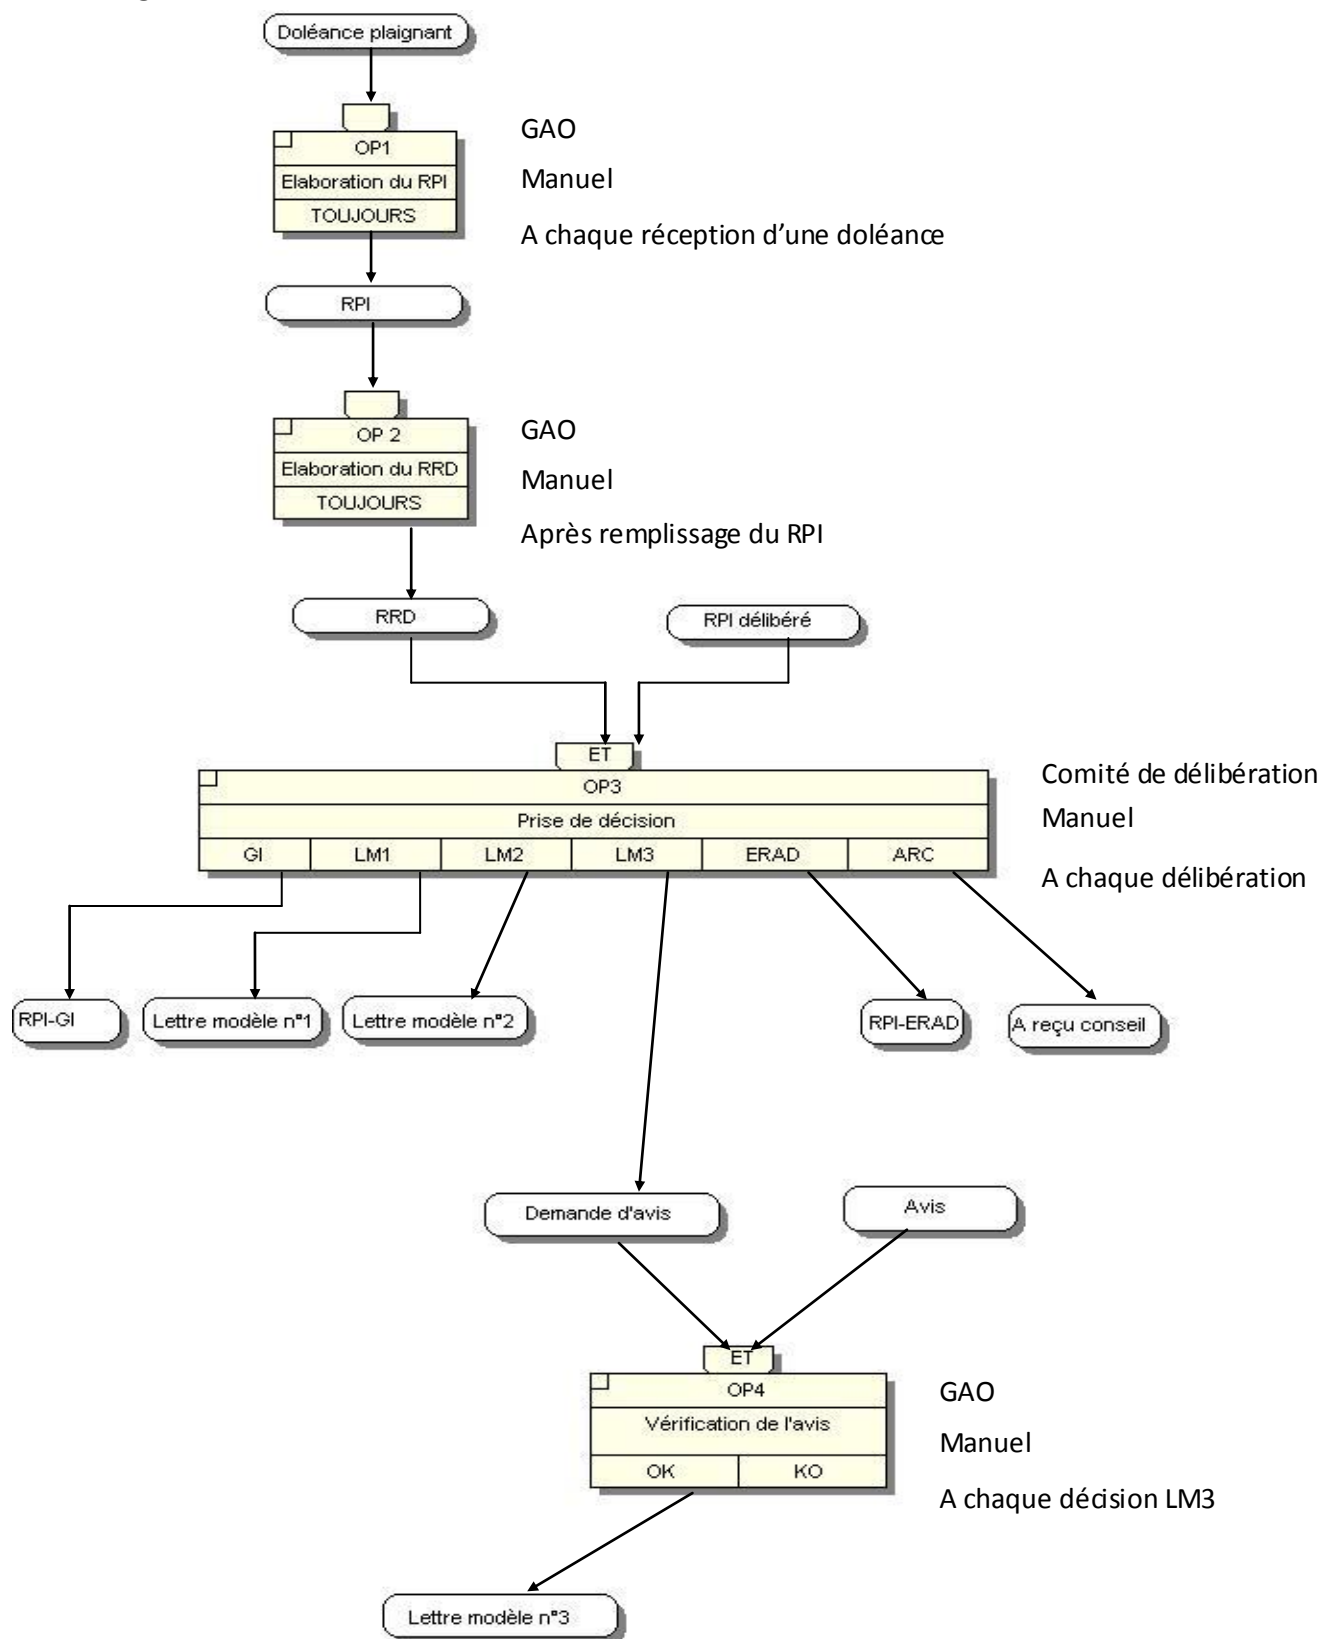 Doléance plaignant
OP1
Elaboration du RPI
TOUJOURS
GAO
Manuel
A chaque réception d'une doléance
RPI
OP 2
Elaboration du RRD
TOUJOURS
GAO
Manuel
Après remplissage du RPI
RRD
RPI délibéré
ET
OP3
Prise de décision
GI LM1 LM2 LM3 ERAD ARC
Comité de délibération
Manuel
A chaque délibération
RPI-GI
Lettre modèle n°1
Lettre modèle n°2
RPI-ERAD
A reçu conseil
Demande d'avis
Avis
ET
OP4
Vérification de l'avis
OK KO
GAO
Manuel
A chaque décision LM3
Lettre modèle n°3